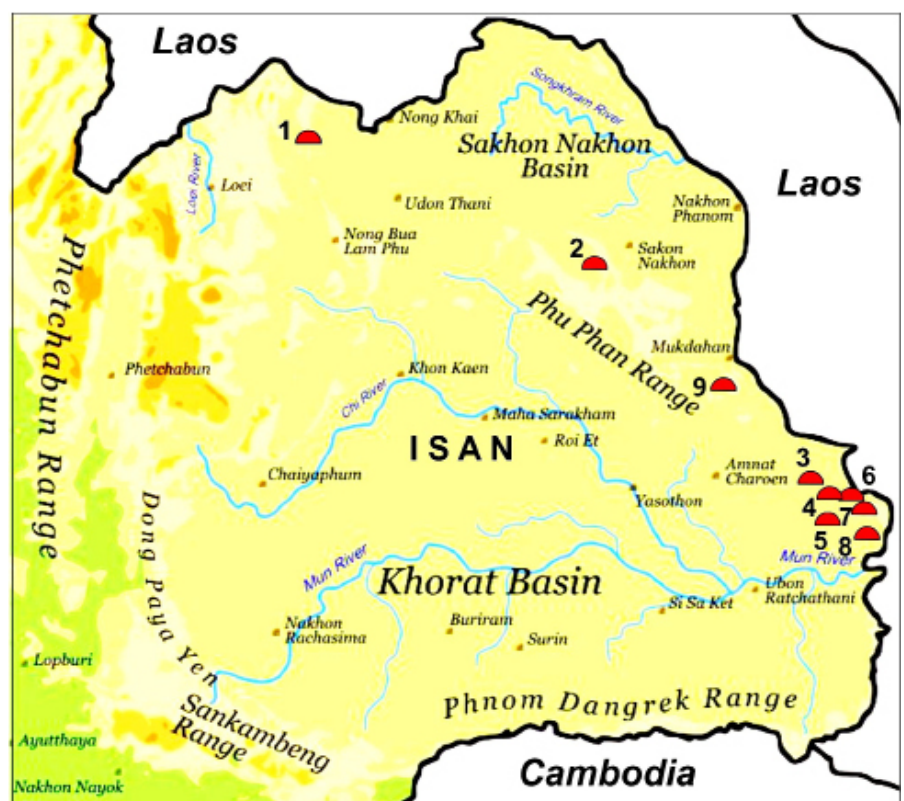 Laos
Songkhram River
1
Nong Khai
Sakhon Nakhon
Basin
Laos
Loei River
Loei
Udon Thani
Nakhon
Phanom
Nong Bua
Lam Phu
2
Sakon
Nakhon
Phetchabun Range
Phu Phan Range
Mukdahan
Phetchabun
Khon Kaen
9
Chi River
Maha Sarakham
ISAN
Roi Et
Chaiyaphum
Amnat
Charoen
3
6
4
7
5
8
Yasothon
Dong Paya Yen
Mun River
Mun River
Khorat Basin
Ubon
Ratchathani
Si Sa Ket
Nakhon
Rachasima
Buriram
Surin
Lopburi
Sankambeng
Range
Phnom Dangrek Range
Ayutthaya
Cambodia
Nakhon Nayok